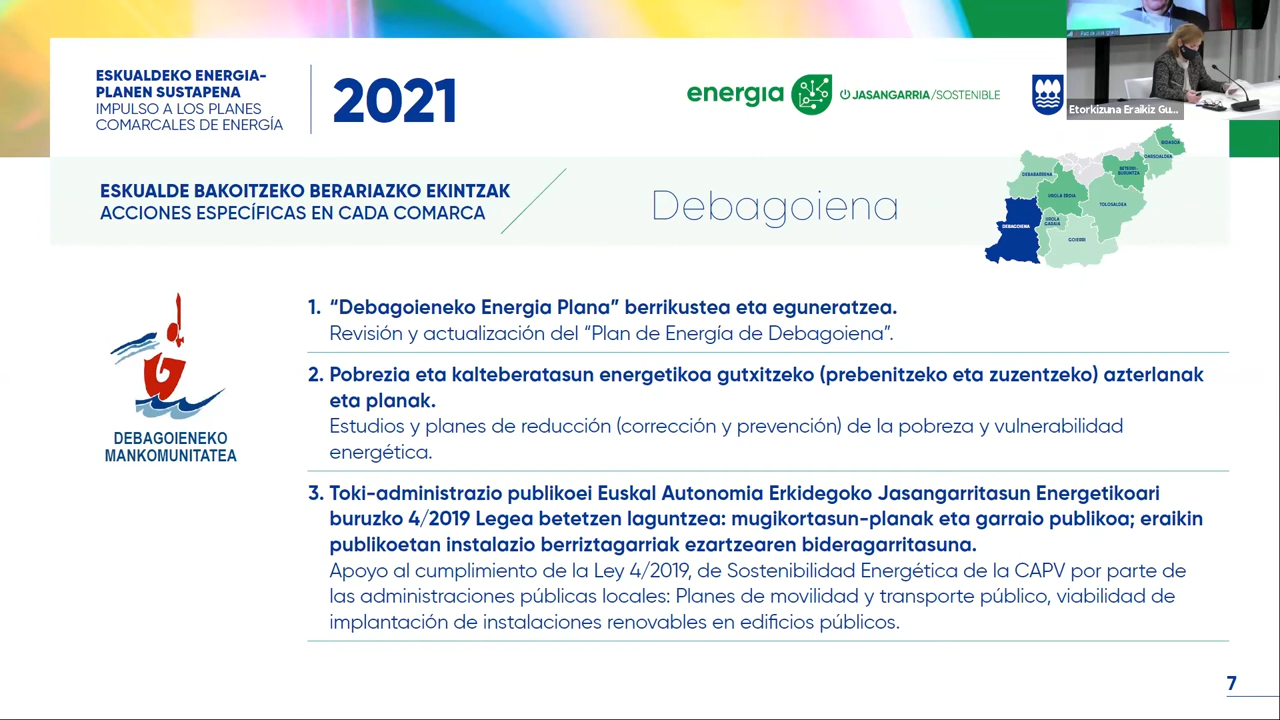 ESKUALDEKO ENERGIA-
PLANEN SUSTAPENA
IMPULSO A LOS PLANES
COMARCALES DE ENERGÍA
2021
energia
JASANGARRIA/SOSTENIBLE
Etorkizuna Eraikiz Gu...
ESKUALDE BAKOITZEKO BERARIAZKO EKINTZAK
ACCIONES ESPECÍFICAS EN CADA COMARCA
Debagoiena
BIDASOA
OARSOALDEA
BETERRI-
BURUNTZA
DEBABARRENA
UROLA ERDIA
TOLOSALDEA
UROLA
GARAIA
DEBAGOIENA
GOIERRI
DEBAGOIENEKO
MANKOMUNITATEA
1. “Debagoieneko Energia Plana” berrikustea eta eguneratzea.
Revisión y actualización del “Plan de Energía de Debagoiena”.
2. Pobrezia eta kalteberatasun energetikoa gutxitzeko (prebenitzeko eta zuzentzeko) azterlanak
eta planak.
Estudios y planes de reducción (corrección y prevención) de la pobreza y vulnerabilidad
energética.
3. Toki-administrazio publikoei Euskal Autonomia Erkidegoko Jasangarritasun Energetikoari
buruzko 4/2019 Legea betetzen laguntzea: mugikortasun-planak eta garraio publikoa; eraikin
publikoetan instalazio berriztagarriak ezartzearen bideragarritasuna.
Apoyo al cumplimiento de la Ley 4/2019, de Sostenibilidad Energética de la CAPV por parte de
las administraciones públicas locales: Planes de movilidad y transporte público, viabilidad de
implantación de instalaciones renovables en edificios públicos.
7